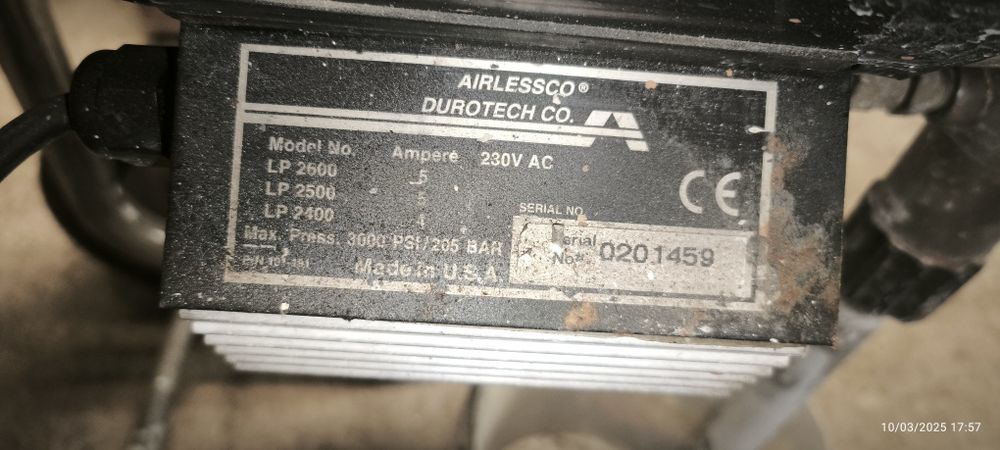 AIRLESSCO®
DUROTECH CO.
Model No. Ampere 230V AC
LP 2600 5
LP 2500 5
LP 2400 4
Max. Press. 3000 PSI/205 BAR
Made in U.S.A
CE
SERIAL NO
Serial
No# 0201459
10/03/2025 17:57